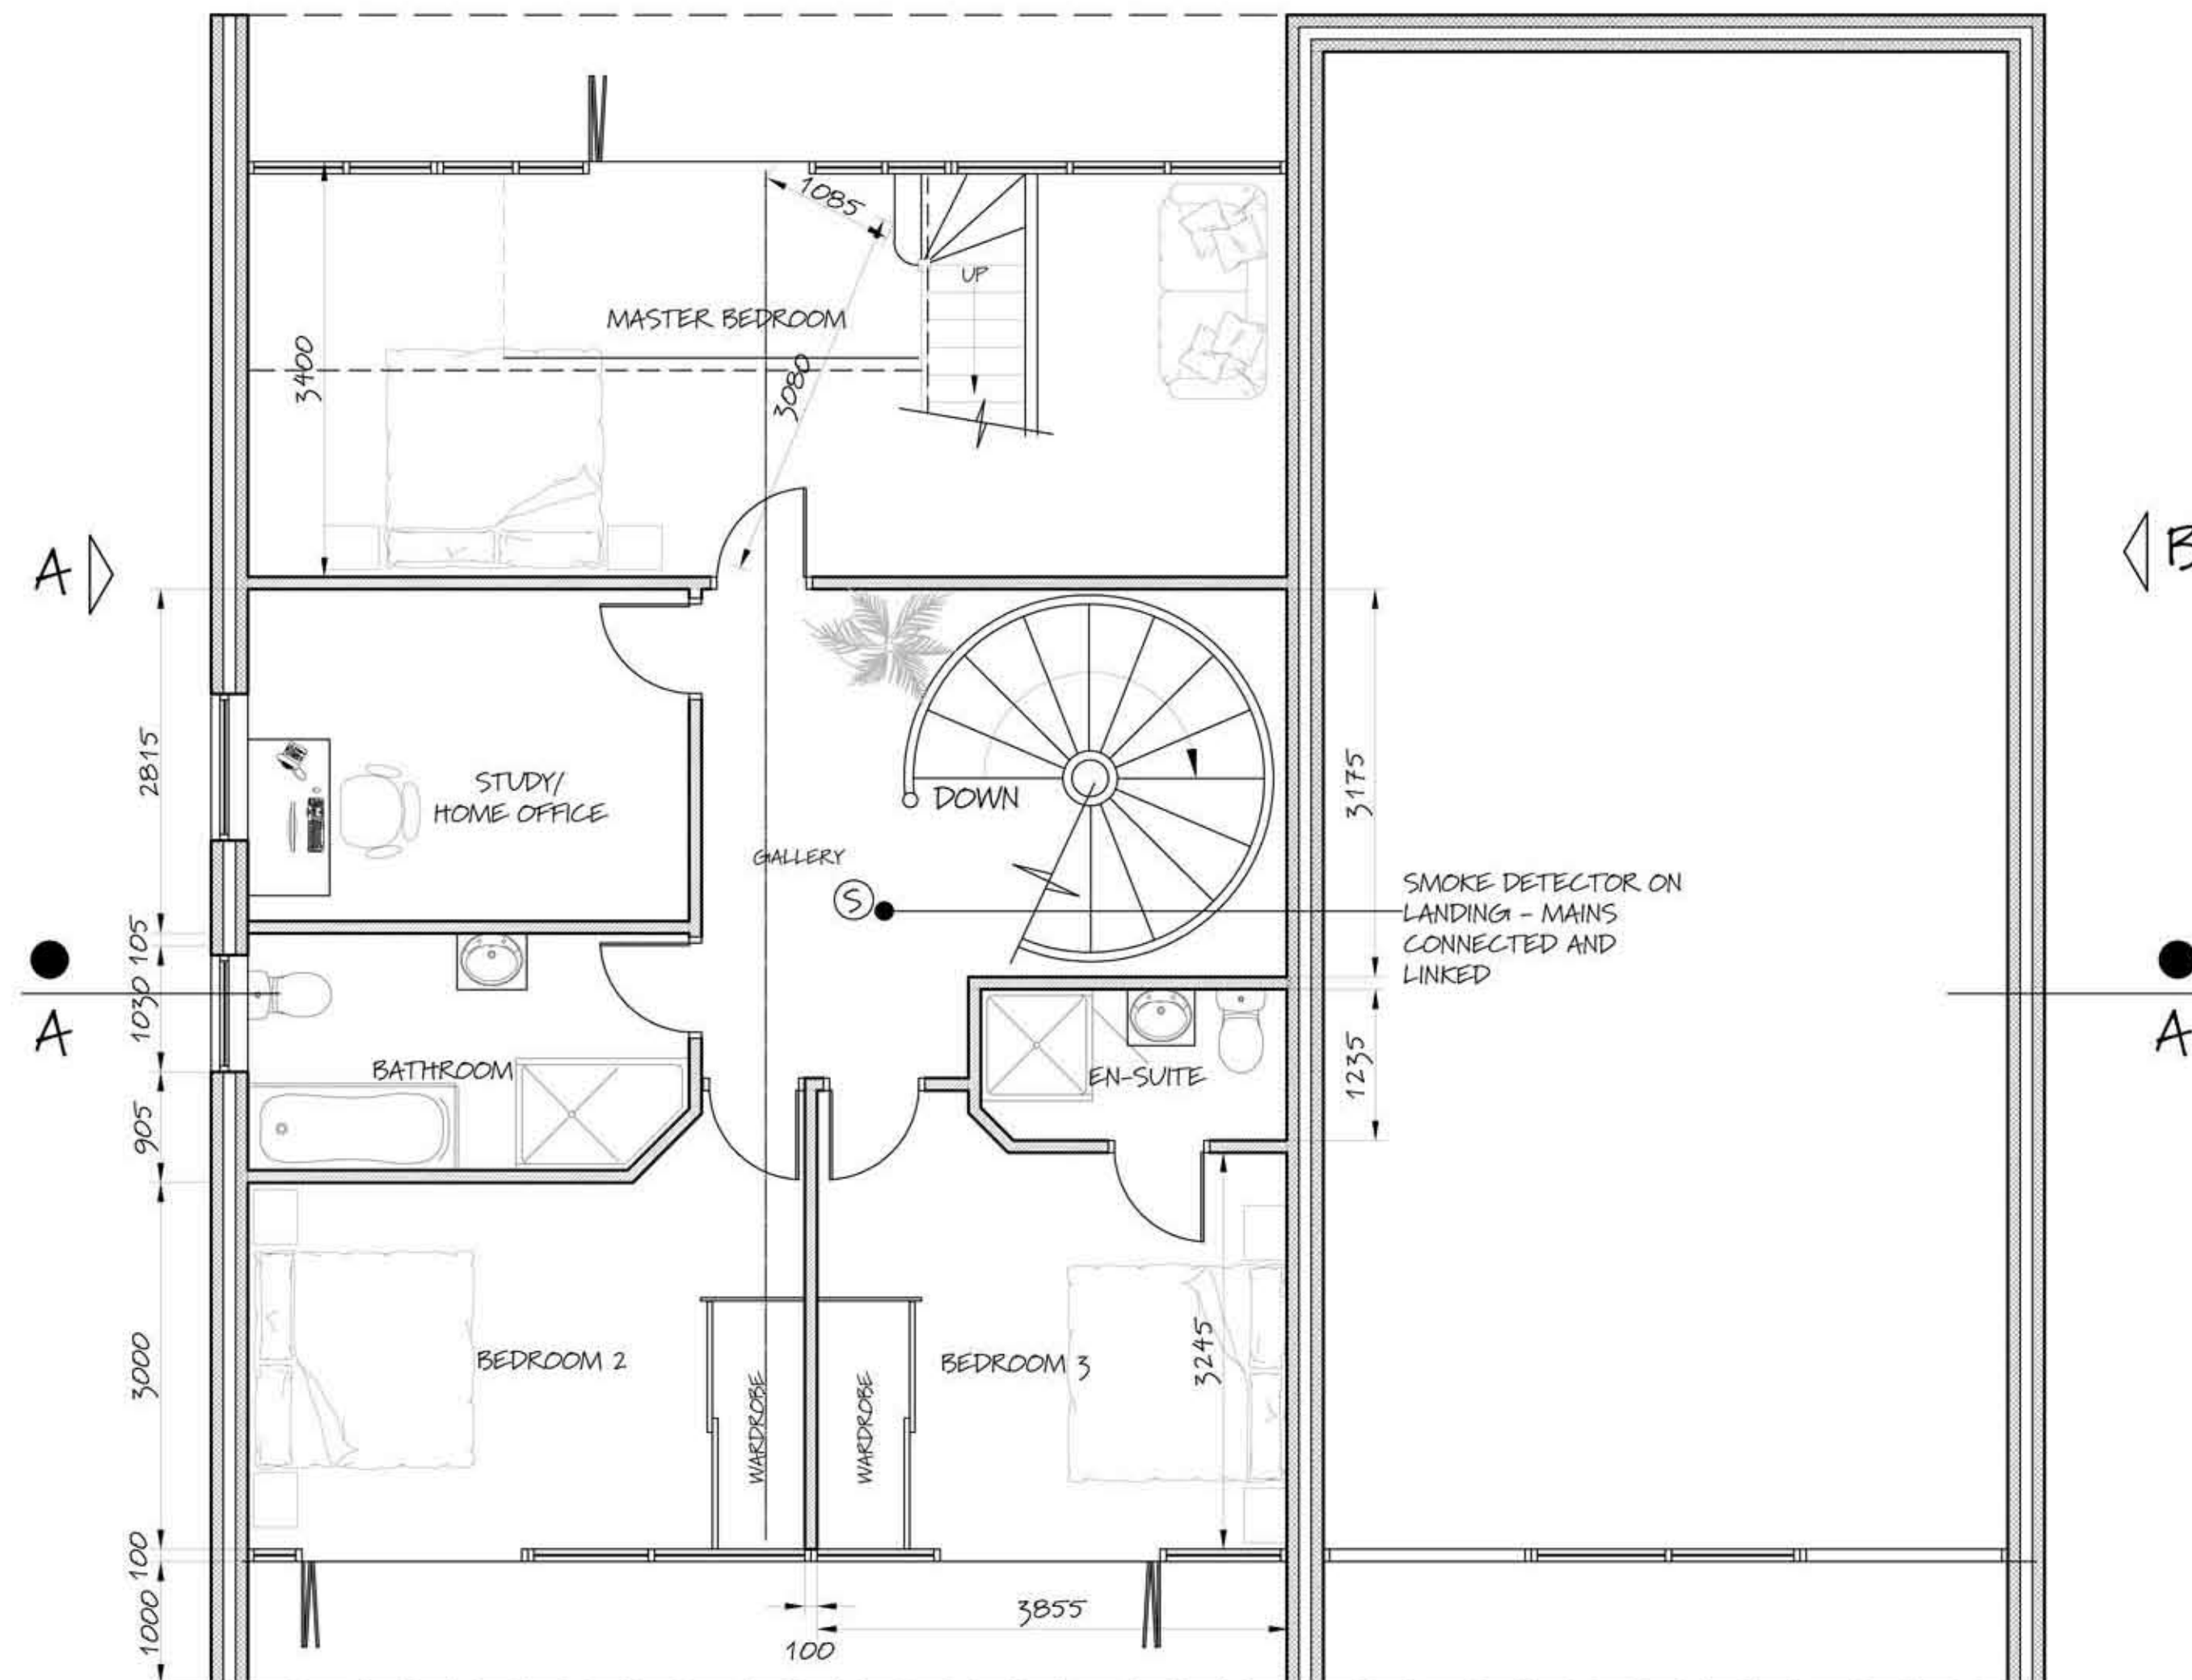 1085
UP
MASTER BEDROOM
3400
3080
A
B
2815
STUDY/
HOME OFFICE
DOWN
3175
GALLERY
S
SMOKE DETECTOR ON
LANDING - MAINS
CONNECTED AND
LINKED
105
1030
A
A
BATHROOM
EN-SUITE
1235
905
3000
BEDROOM 2
WARDROBE
WARDROBE
BEDROOM 3
3245
100
1000
3855
100